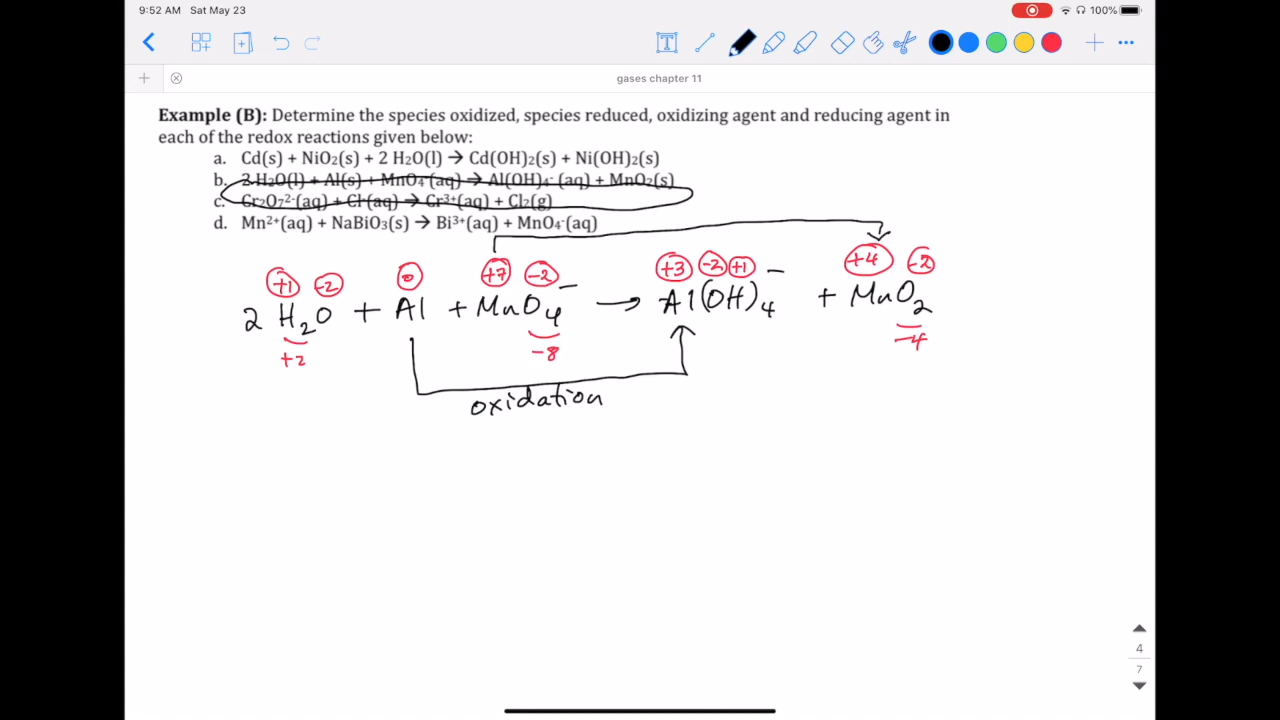 9:52 AM Sat May 23 100%
gases chapter 11
Example (B): Determine the species oxidized, species reduced, oxidizing agent and reducing agent in
each of the redox reactions given below:
a. Cd(s) + NiO2(s) + 2 H2O(l) → Cd(OH)2(s) + Ni(OH)2(s)
b. 2 H2O(l) + Al(s) + MnO4-(aq) → Al(OH)4- (aq) + MnO2(s)
c. Cr2O72-(aq) + Cl-(aq) → Cr3+(aq) + Cl2(g)
d. Mn2+(aq) + NaBiO3(s) → Bi3+(aq) + MnO4-(aq)
+1 -2 0 +7 -2 +3 -2 +1 +4 -2
2 H2O + Al + MnO4- → Al(OH)4- + MnO2
+2 -8 -4
oxidation
4
7